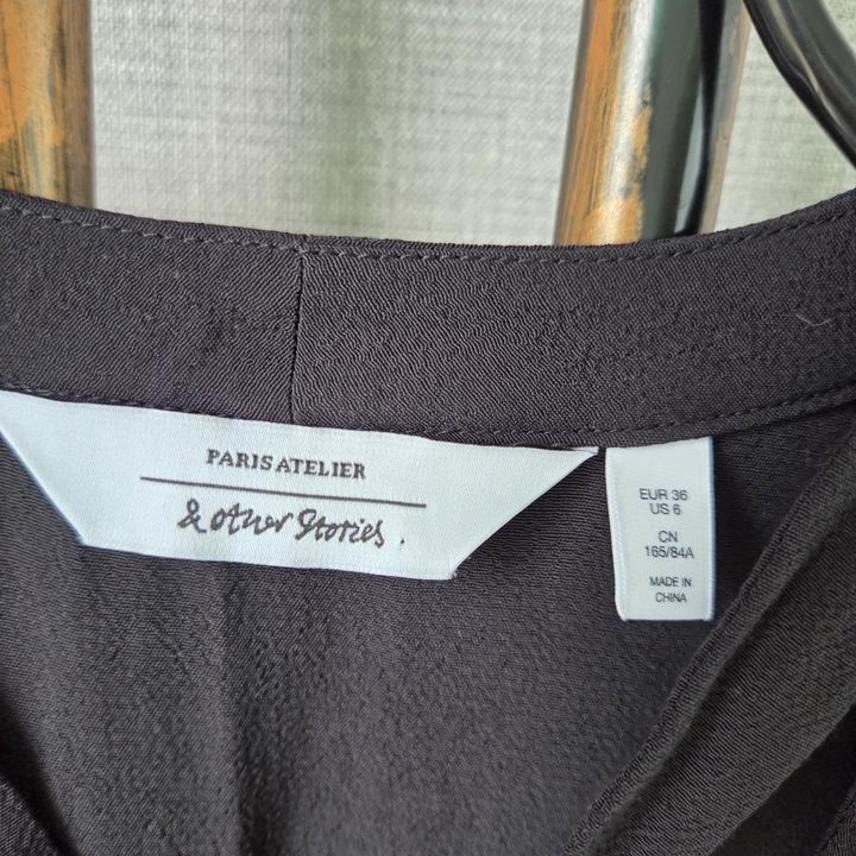 PARIS ATELIER
& other Stories.
EUR 36
US 6
CN
165/84A
MADE IN
CHINA